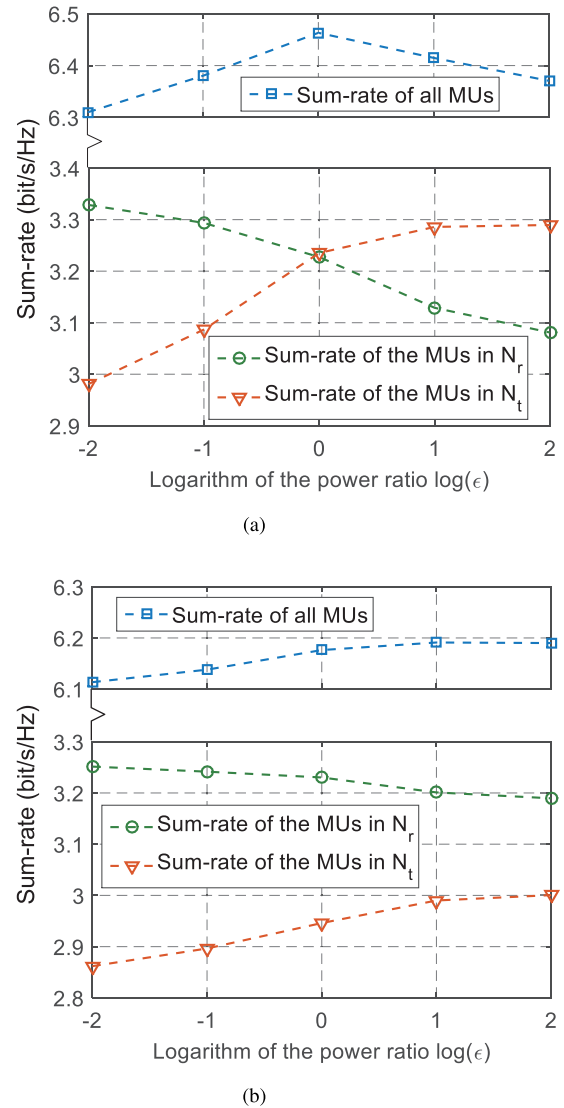 6.5
6.4
6.3
Sum-rate of all MUs
Sum-rate (bit/s/Hz)
3.4
3.3
3.2
3.1
3
2.9
Sum-rate of the MUs in N_r
Sum-rate of the MUs in N_t
-2 -1 0 1 2
Logarithm of the power ratio log(ϵ)
(a)
6.3
6.2
6.1
Sum-rate of all MUs
Sum-rate (bit/s/Hz)
3.3
3.2
3.1
3
2.9
2.8
Sum-rate of the MUs in N_r
Sum-rate of the MUs in N_t
-2 -1 0 1 2
Logarithm of the power ratio log(ϵ)
(b)